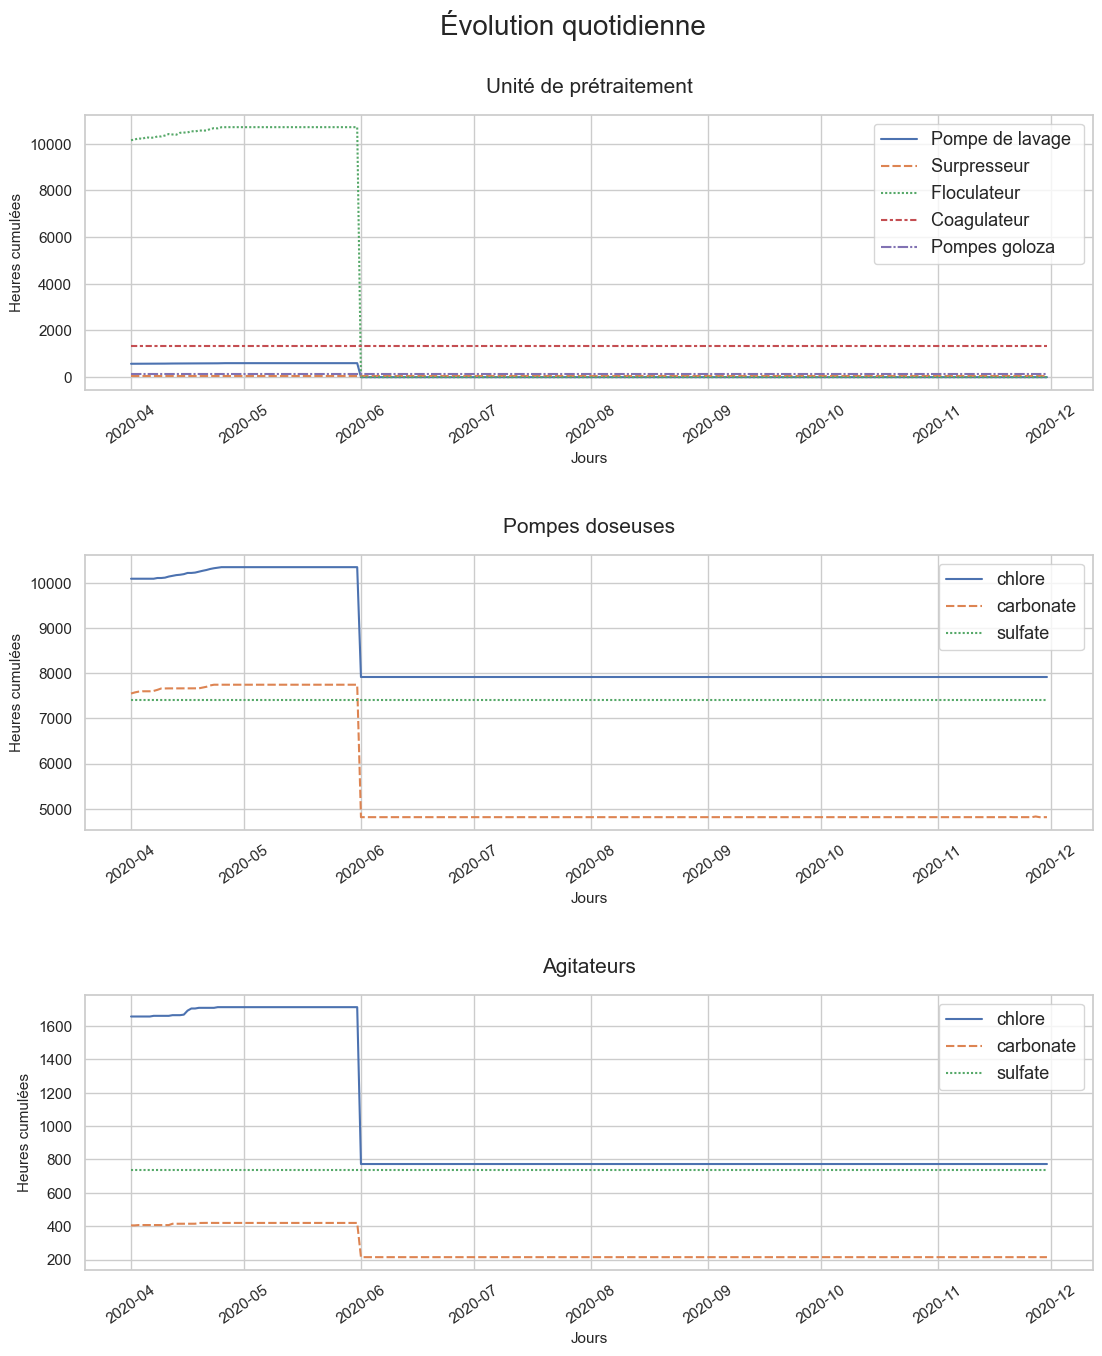 Évolution quotidienne
Unité de prétraitement
Heures cumulées
10000
8000
6000
4000
2000
0
Pompe de lavage
Surpresseur
Floculateur
Coagulateur
Pompes goloza
2020-04
2020-05
2020-06
2020-07
2020-08
2020-09
2020-10
2020-11
2020-12
Jours
Pompes doseuses
Heures cumulées
10000
9000
8000
7000
6000
5000
chlore
carbonate
sulfate
2020-04
2020-05
2020-06
2020-07
2020-08
2020-09
2020-10
2020-11
2020-12
Jours
Agitateurs
Heures cumulées
1600
1400
1200
1000
800
600
400
200
chlore
carbonate
sulfate
2020-04
2020-05
2020-06
2020-07
2020-08
2020-09
2020-10
2020-11
2020-12
Jours